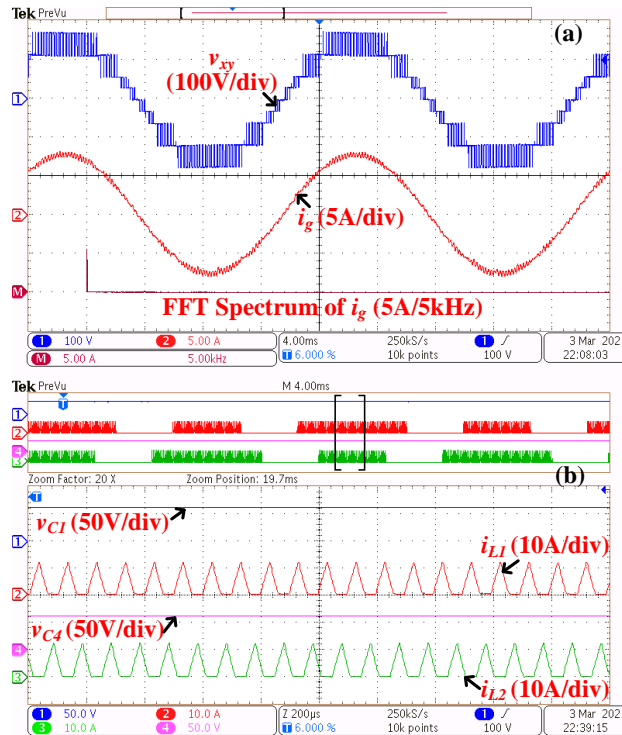 Tek PreVu
(a)
v_xy
(100V/div)
1
i_g (5A/div)
2
M
FFT Spectrum of i_g (5A/5kHz)
1 100 V 2 5.00 A 4.00ms 250kS/s 1 3 Mar 202
M 5.00 A 5.00kHz T 6.000 % 10k points 100 V 22:08:03
Tek PreVu M 4.00ms
T
1
2
4
3
(b)
Zoom Factor: 20 X Zoom Position: 19.7ms
T
v_C1 (50V/div)
1
i_L1 (10A/div)
2
v_C4 (50V/div)
4
3
i_L2 (10A/div)
1 50.0 V 2 10.0 A Z 200µs 250kS/s 1 3 Mar 202
3 10.0 A 4 50.0 V T 6.000 % 10k points 100 V 22:39:15